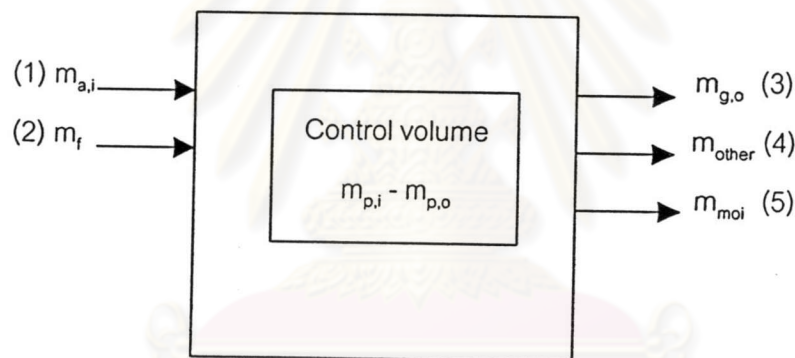 (1) m_a,i
(2) m_f
Control volume
m_p,i - m_p,o
m_g,o (3)
m_other (4)
m_moi (5)